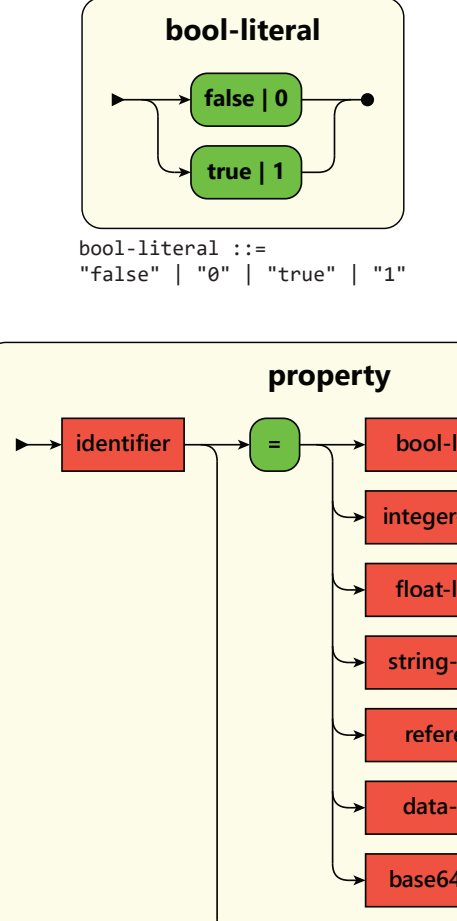 bool-literal
false | 0
true | 1
bool-literal ::=
"false" | "0" | "true" | "1"
property
identifier
=
bool-l
integer
float-l
string-
refere
data-
base64